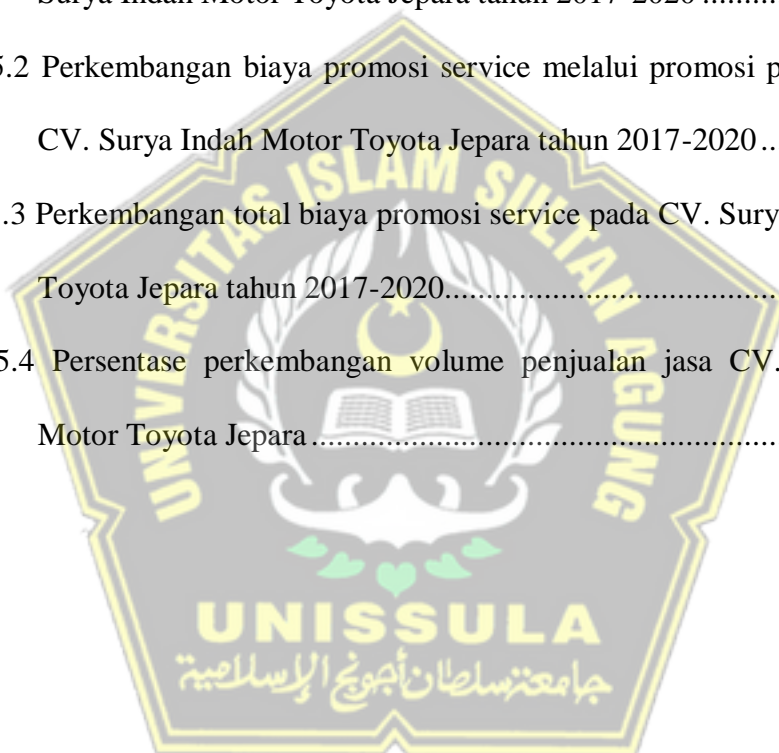 Surya Indah Motor Toyota Jepara tahun 2017-2020..........
5.2 Perkembangan biaya promosi service melalui promosi p
CV. Surya Indah Motor Toyota Jepara tahun 2017-2020..
.3 Perkembangan total biaya promosi service pada CV. Sury
Toyota Jepara tahun 2017-2020........................................
5.4 Persentase perkembangan volume penjualan jasa CV.
Motor Toyota Jepara........................................................
UNIVERSITAS ISLAM SULTAN AGUNG
UNISSULA
جامعتسلطان أجونج الإسلامية